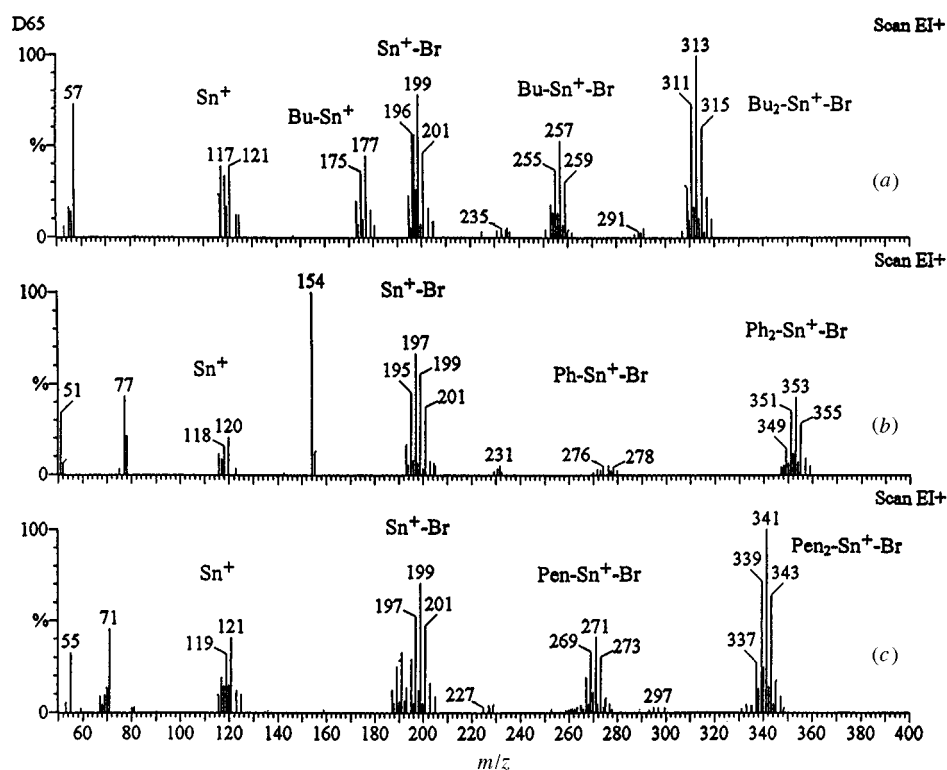 D65 Scan EI+
100
%
0
57
Sn⁺
117 121
Bu-Sn⁺
175 177
Sn⁺-Br
196 199 201
235
Bu-Sn⁺-Br
255 257 259
291
311 313 315
Bu₂-Sn⁺-Br
(a)
Scan EI+
100
%
0
51 77
Sn⁺
118 120
154
Sn⁺-Br
195 197 199 201
231
Ph-Sn⁺-Br
276 278
Ph₂-Sn⁺-Br
349 351 353 355
(b)
Scan EI+
100
%
0
55 71
Sn⁺
119 121
Sn⁺-Br
197 199 201
227
Pen-Sn⁺-Br
269 271 273
297
337 339 341 343
Pen₂-Sn⁺-Br
(c)
60 80 100 120 140 160 180 200 220 240 260 280 300 320 340 360 380 400
m/z